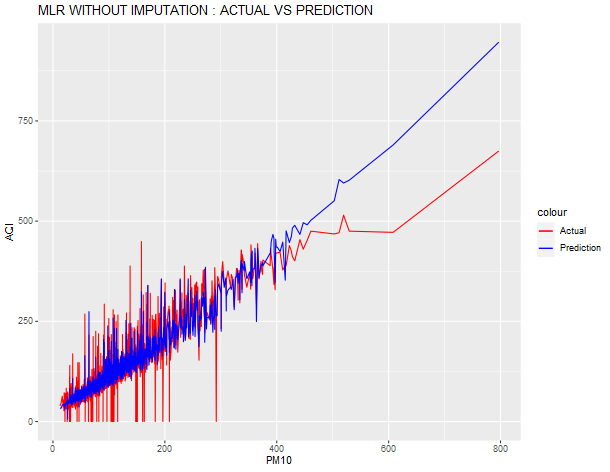 MLR WITHOUT IMPUTATION : ACTUAL VS PREDICTION
750
500
250
0
AQI
0
200
400
600
800
PM10
colour
Actual
Prediction